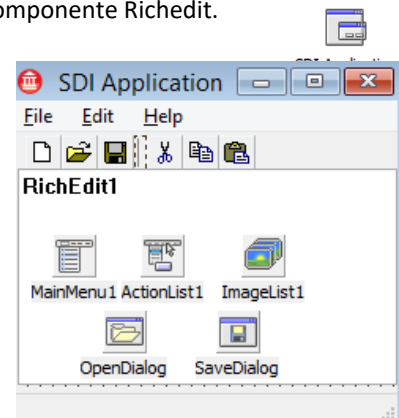 omponente Richedit.
SDI Application
File Edit Help
RichEdit1
MainMenu1 ActionList1 ImageList1
OpenDialog SaveDialog